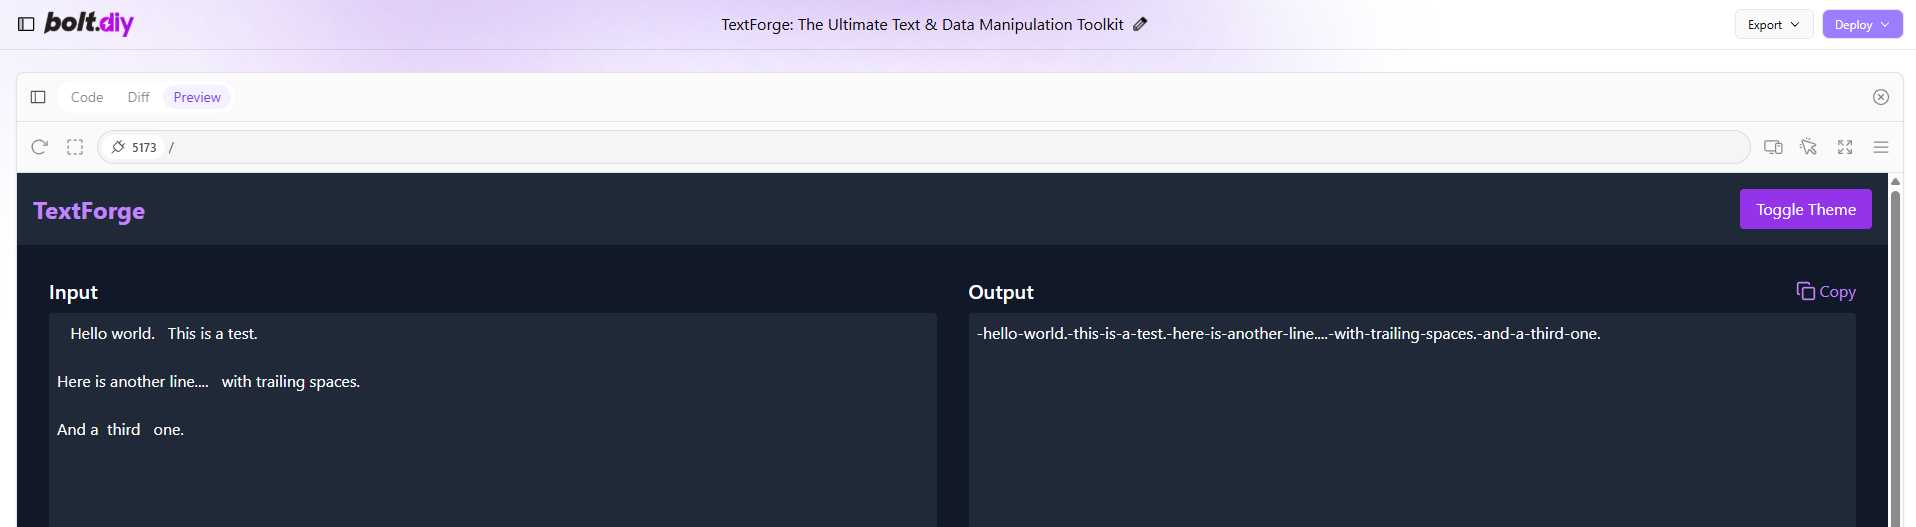 bolt.diy
TextForge: The Ultimate Text & Data Manipulation Toolkit
Export
Deploy
Code
Diff
Preview
5173 /
TextForge
Toggle Theme
Input
Hello world.   This is a test.
Here is another line....   with trailing spaces.
And a  third   one.
Output
Copy
-hello-world.-this-is-a-test.-here-is-another-line....-with-trailing-spaces.-and-a-third-one.